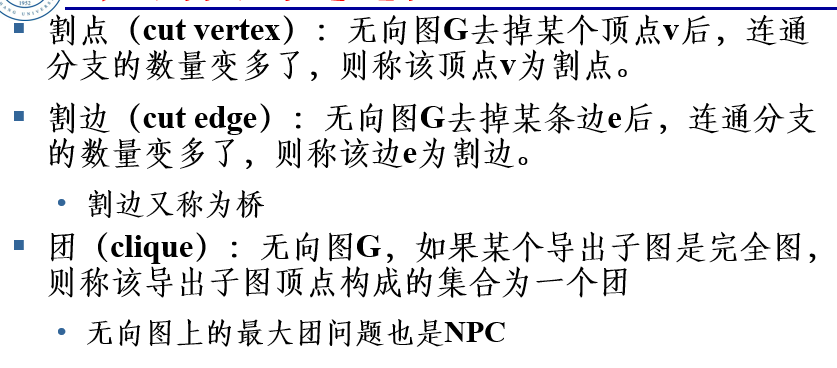 割点（cut vertex）：无向图G去掉某个顶点v后，连通
分支的数量变多了，则称该顶点v为割点。
割边（cut edge）：无向图G去掉某条边e后，连通分支
的数量变多了，则称该边e为割边。
• 割边又称为桥
团（clique）：无向图G，如果某个导出子图是完全图，
则称该导出子图顶点构成的集合为一个团
• 无向图上的最大团问题也是NPC